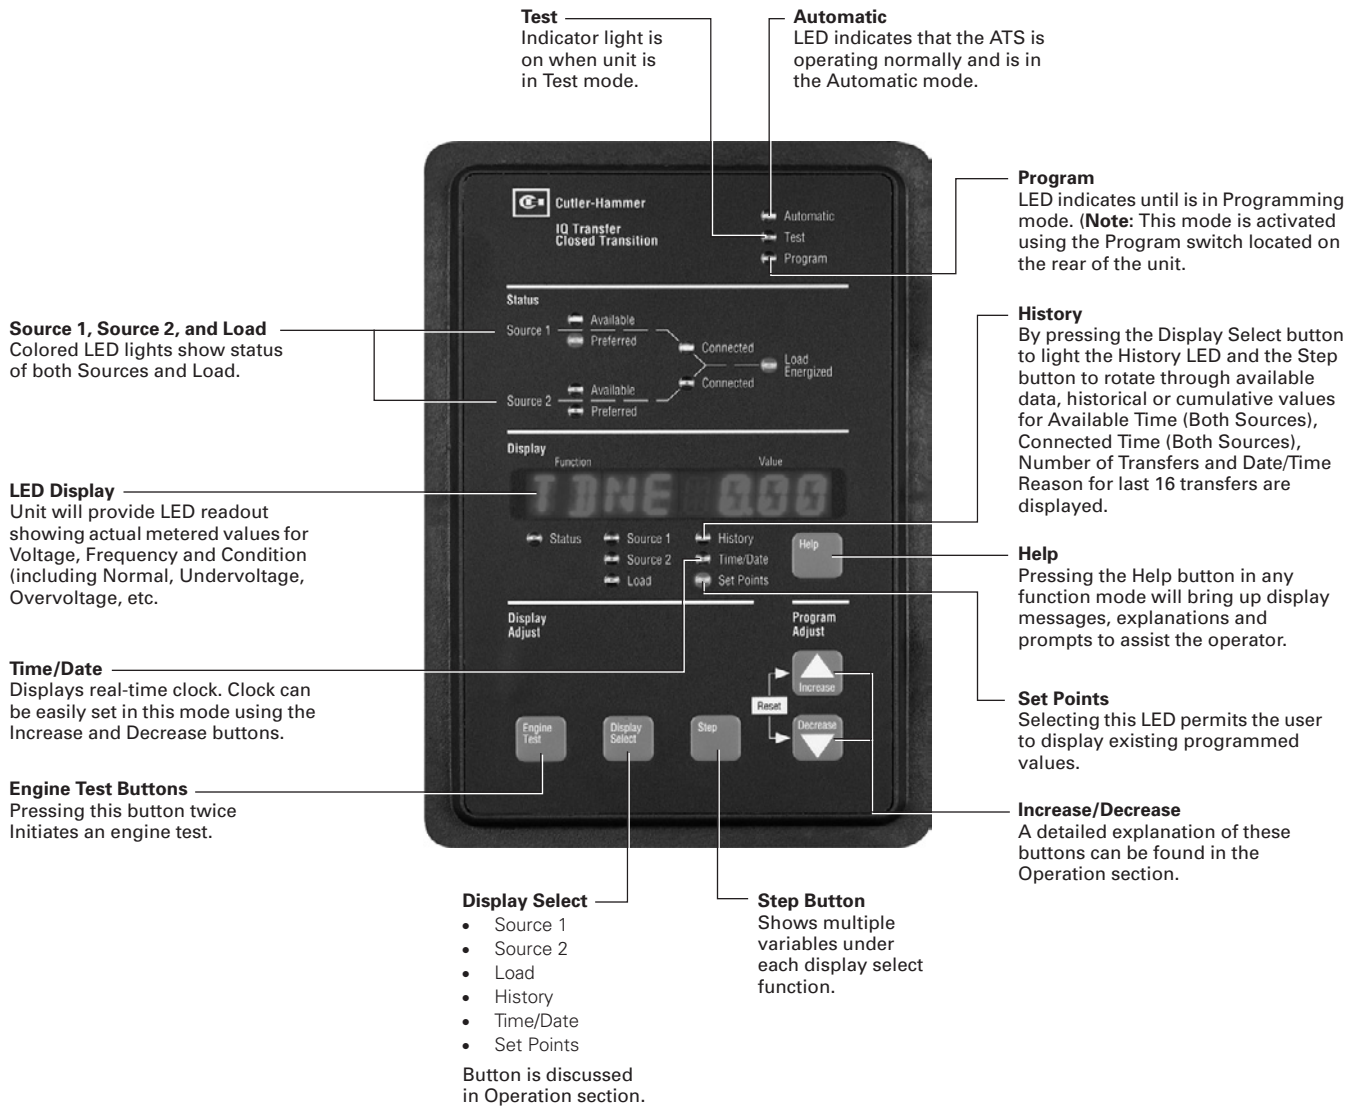 Test
Indicator light is
on when unit is
in Test mode.
Automatic
LED indicates that the ATS is
operating normally and is in
the Automatic mode.
Program
LED indicates until is in Programming
mode. (Note: This mode is activated
using the Program switch located on
the rear of the unit.
History
By pressing the Display Select button
to light the History LED and the Step
button to rotate through available
data, historical or cumulative values
for Available Time (Both Sources),
Connected Time (Both Sources),
Number of Transfers and Date/Time
Reason for last 16 transfers are
displayed.
Help
Pressing the Help button in any
function mode will bring up display
messages, explanations and
prompts to assist the operator.
Set Points
Selecting this LED permits the user
to display existing programmed
values.
Increase/Decrease
A detailed explanation of these
buttons can be found in the
Operation section.
Source 1, Source 2, and Load
Colored LED lights show status
of both Sources and Load.
LED Display
Unit will provide LED readout
showing actual metered values for
Voltage, Frequency and Condition
(including Normal, Undervoltage,
Overvoltage, etc.
Time/Date
Displays real-time clock. Clock can
be easily set in this mode using the
Increase and Decrease buttons.
Engine Test Buttons
Pressing this button twice
Initiates an engine test.
Display Select
• Source 1
• Source 2
• Load
• History
• Time/Date
• Set Points
Button is discussed
in Operation section.
Step Button
Shows multiple
variables under
each display select
function.
Cutler-Hammer
IQ Transfer
Closed Transition
Automatic
Test
Program
Status
Source 1
Available
Preferred
Connected
Load
Energized
Source 2
Available
Preferred
Connected
Display
Function
Value
TDNE 0.00
Status
Source 1
Source 2
Load
History
Time/Date
Set Points
Help
Display
Adjust
Program
Adjust
Engine
Test
Display
Select
Step
Reset
Increase
Decrease